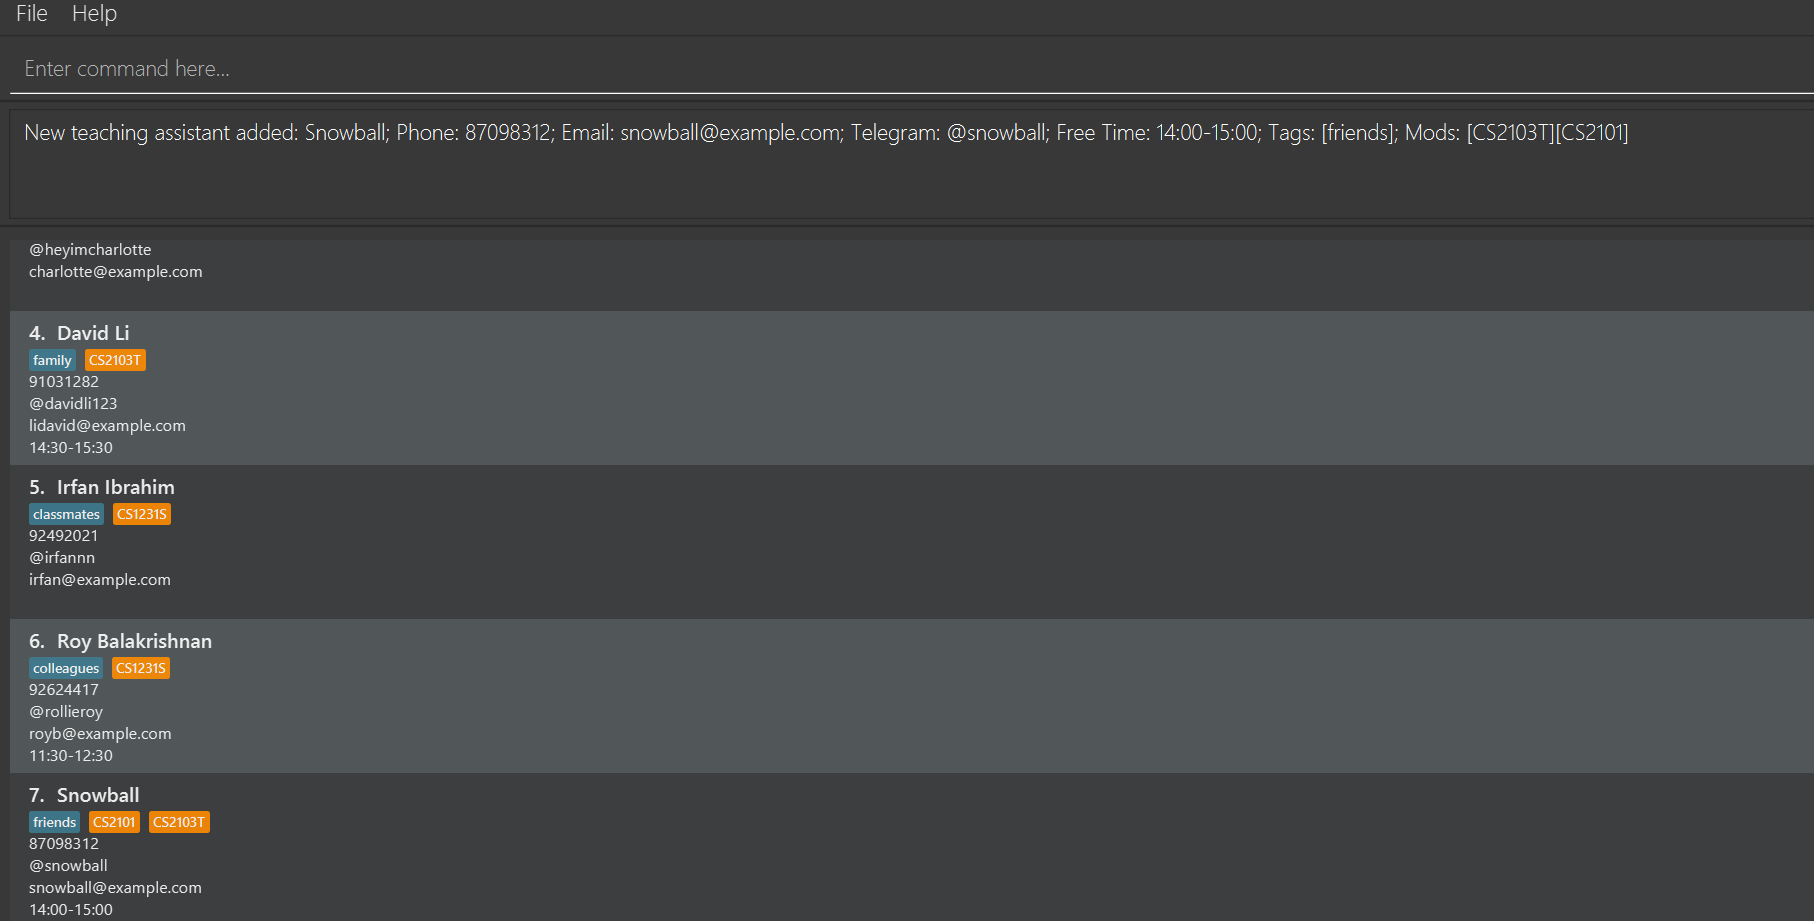 File Help
Enter command here...
New teaching assistant added: Snowball; Phone: 87098312; Email: snowball@example.com; Telegram: @snowball; Free Time: 14:00-15:00; Tags: [friends]; Mods: [CS2103T][CS2101]
@heyimcharlotte
charlotte@example.com
4. David Li
family CS2103T
91031282
@davidli123
lidavid@example.com
14:30-15:30
5. Irfan Ibrahim
classmates CS1231S
92492021
@irfannn
irfan@example.com
6. Roy Balakrishnan
colleagues CS1231S
92624417
@rollieroy
royb@example.com
11:30-12:30
7. Snowball
friends CS2101 CS2103T
87098312
@snowball
snowball@example.com
14:00-15:00